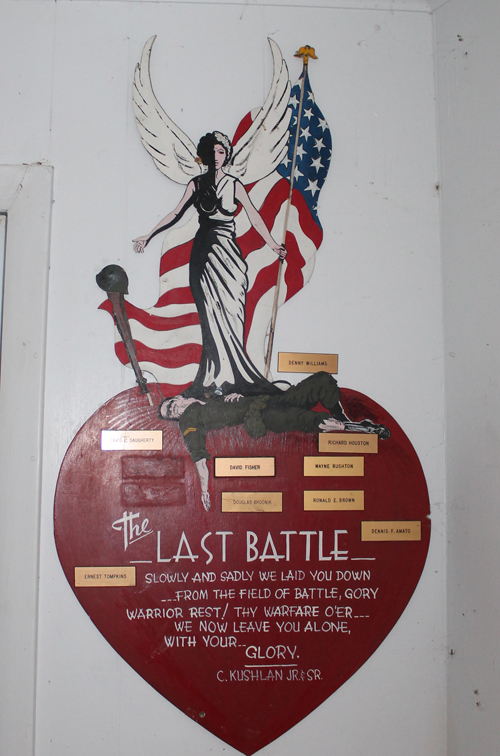 DENNY WILLIAMS
DAUGHERTY
RICHARD HOUSTON
DAVID FISHER
WAYNE RUSHTON
DOUGLAS BRODNIK
RONALD E. BROWN
DENNIS P. AMATO
ERNEST TOMPKINS
The
LAST BATTLE
SLOWLY AND SADLY WE LAID YOU DOWN
---FROM THE FIELD OF BATTLE, GORY
WARRIOR REST/ THY WARFARE O'ER---
WE NOW LEAVE YOU ALONE,
WITH YOUR--
GLORY.
C. KUSHLAN JR.&SR.